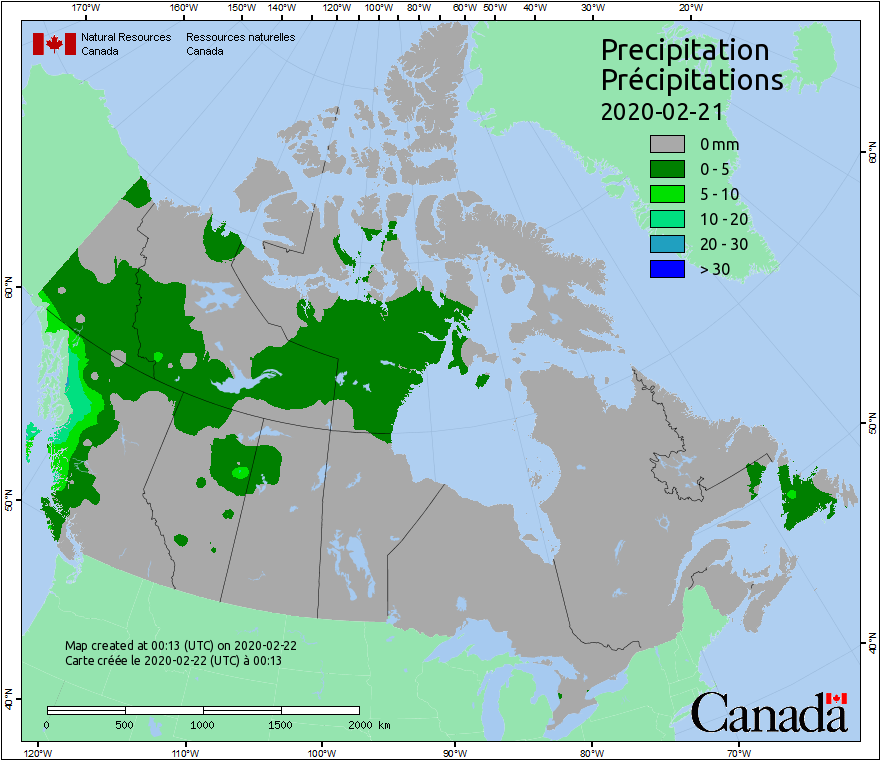 170°W 160°W 150°W 140°W 130°W 120°W 110°W 100°W 90°W 80°W 60°W 50°W 40°W 30°W 20°W
Natural Resources Canada
Ressources naturelles Canada
Precipitation
Précipitations
2020-02-21
0 mm
0 - 5
5 - 10
10 - 20
20 - 30
> 30
60°N
50°N
40°N
60°N
50°N
40°N
Map created at 00:13 (UTC) on 2020-02-22
Carte créée le 2020-02-22 (UTC) à 00:13
0 500 1000 1500 2000 km
Canada
120°W 110°W 100°W 90°W 80°W 70°W